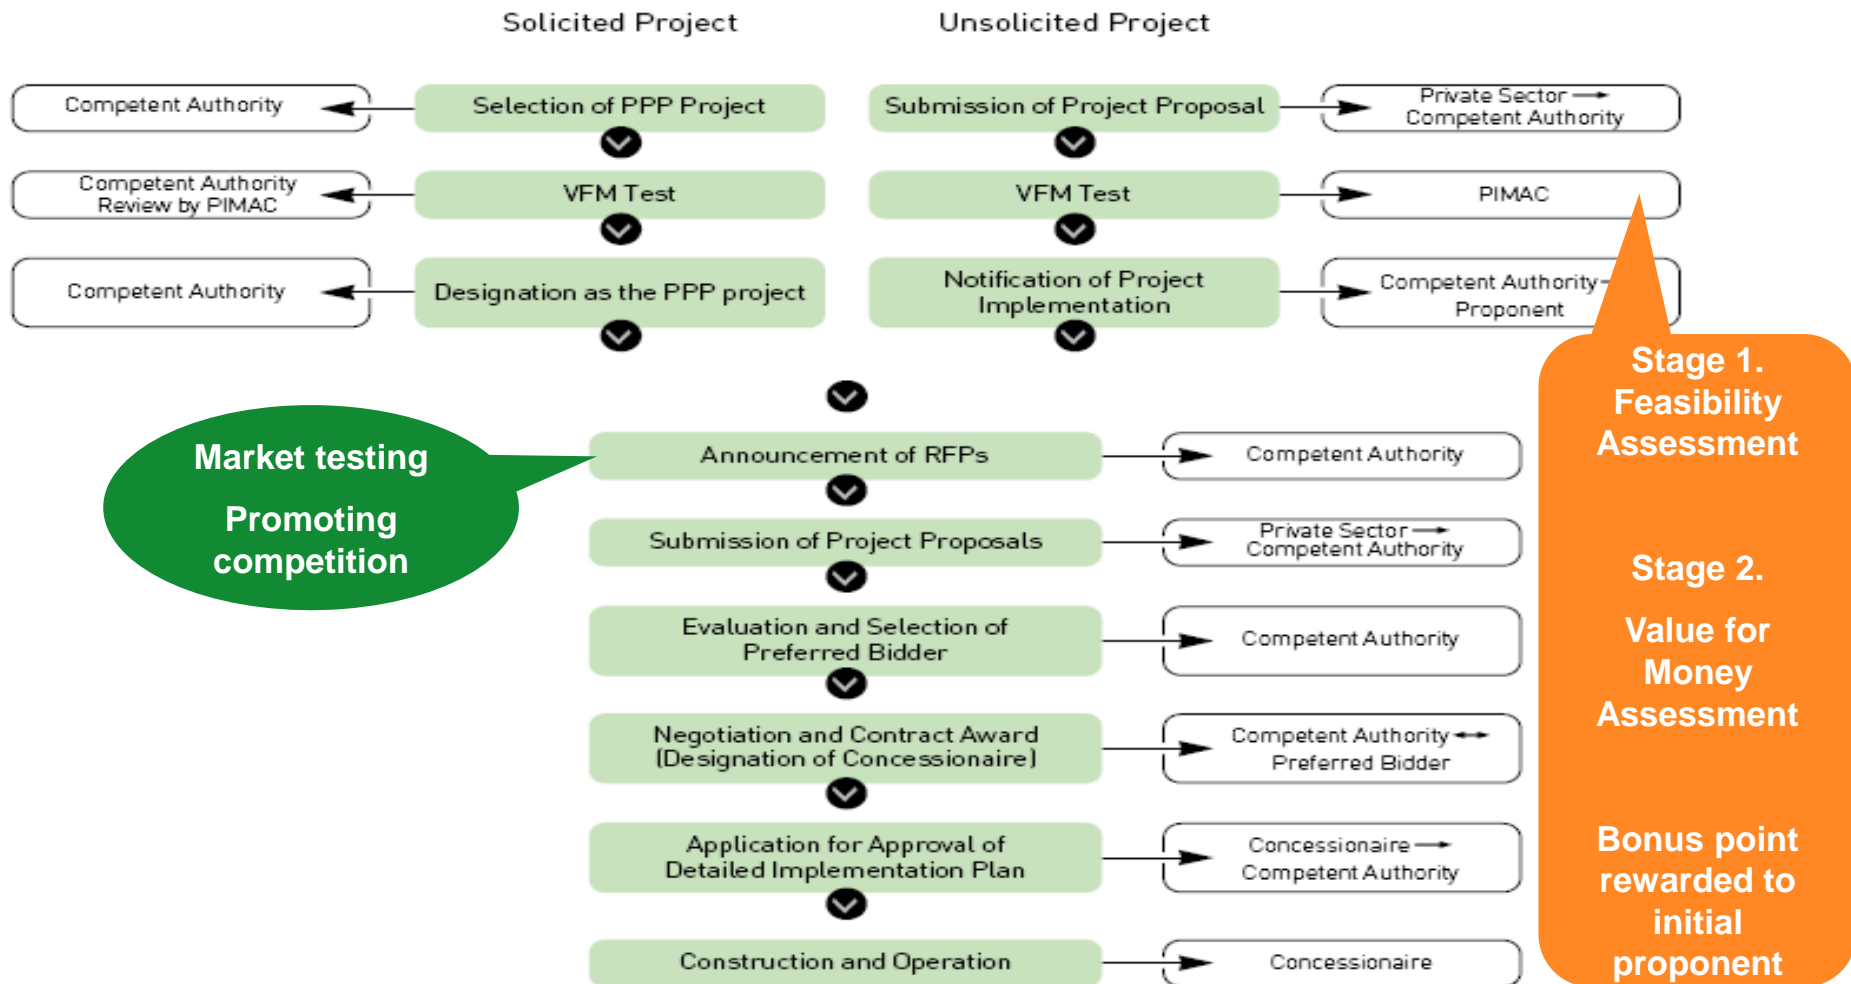 Solicited Project
Unsolicited Project
Competent Authority
Selection of PPP Project
Submission of Project Proposal
Private Sector →
Competent Authority
Competent Authority
Review by PIMAC
VFM Test
VFM Test
PIMAC
Competent Authority
Designation as the PPP project
Notification of Project
Implementation
Competent Authority
Proponent
Market testing
Promoting
competition
Announcement of RFPs
Competent Authority
Submission of Project Proposals
Private Sector →
Competent Authority
Evaluation and Selection of
Preferred Bidder
Competent Authority
Negotiation and Contract Award
(Designation of Concessionaire)
Competent Authority ↔
Preferred Bidder
Application for Approval of
Detailed Implementation Plan
Concessionaire →
Competent Authority
Construction and Operation
Concessionaire
Stage 1.
Feasibility
Assessment
Stage 2.
Value for
Money
Assessment
Bonus point
rewarded to
initial
proponent